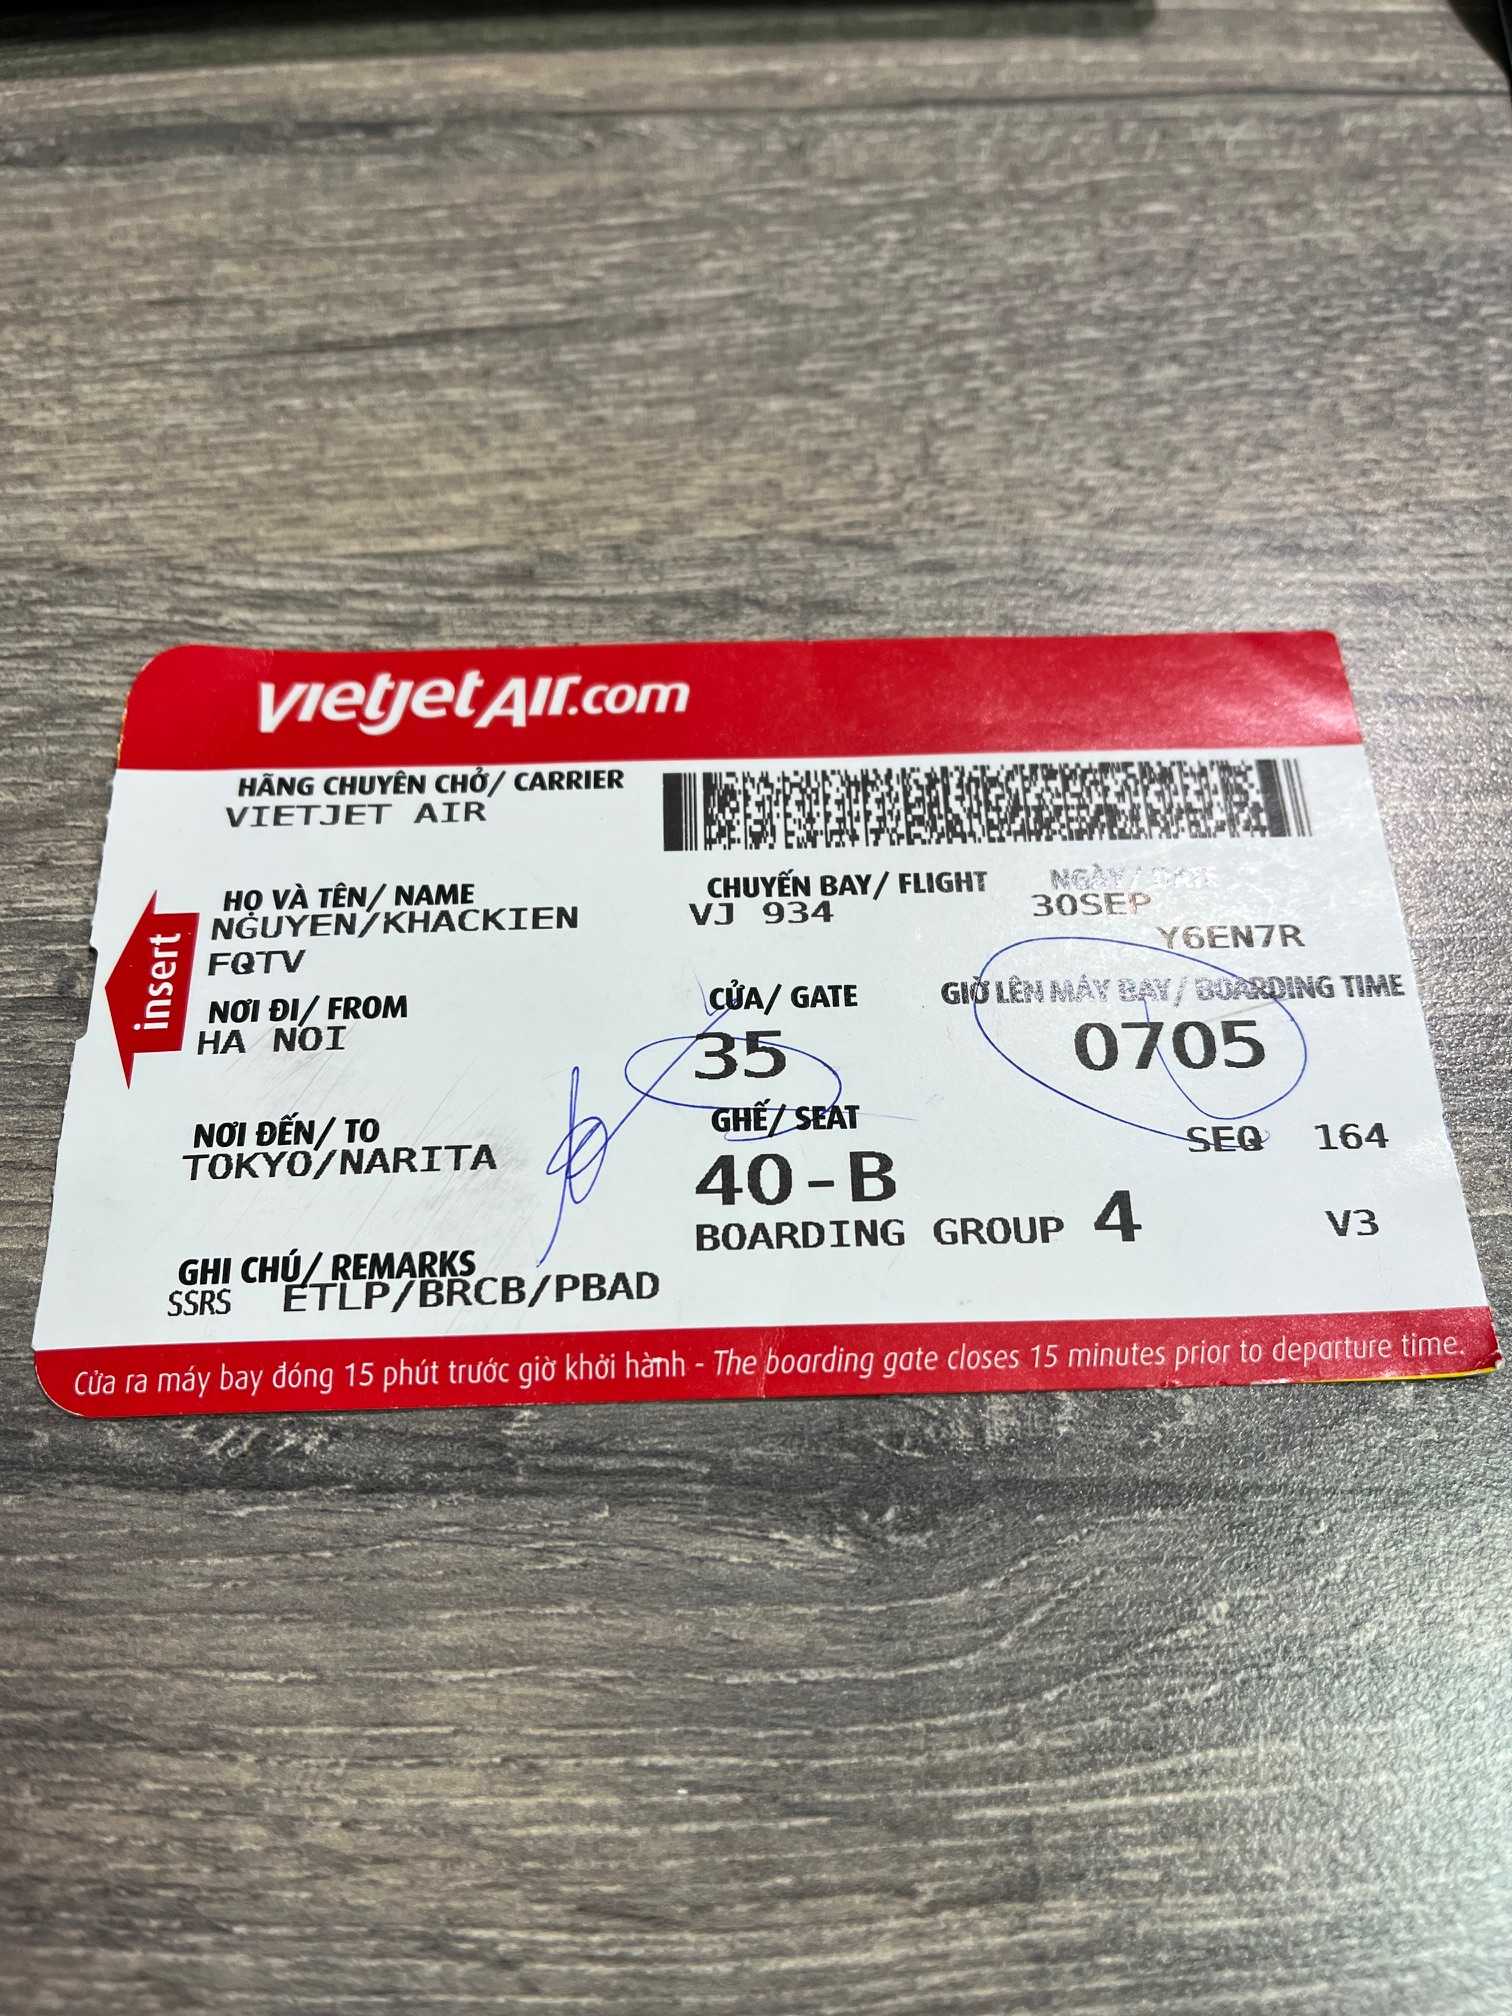 vietjetAir.com
HÃNG CHUYÊN CHỞ/ CARRIER
VIETJET AIR
HỌ VÀ TÊN/ NAME
NGUYEN/KHACKIEN
FQTV
CHUYẾN BAY/ FLIGHT
VJ 934
NGÀY/ DATE
30SEP
Y6EN7R
insert
NƠI ĐI/ FROM
HA NOI
CỬA/ GATE
35
GIỜ LÊN MÁY BAY/ BOARDING TIME
0705
NƠI ĐẾN/ TO
TOKYO/NARITA
GHẾ/ SEAT
40-B
SEQ 164
BOARDING GROUP 4
V3
GHI CHÚ/ REMARKS
SSRS ETLP/BRCB/PBAD
Cửa ra máy bay đóng 15 phút trước giờ khởi hành - The boarding gate closes 15 minutes prior to departure time.